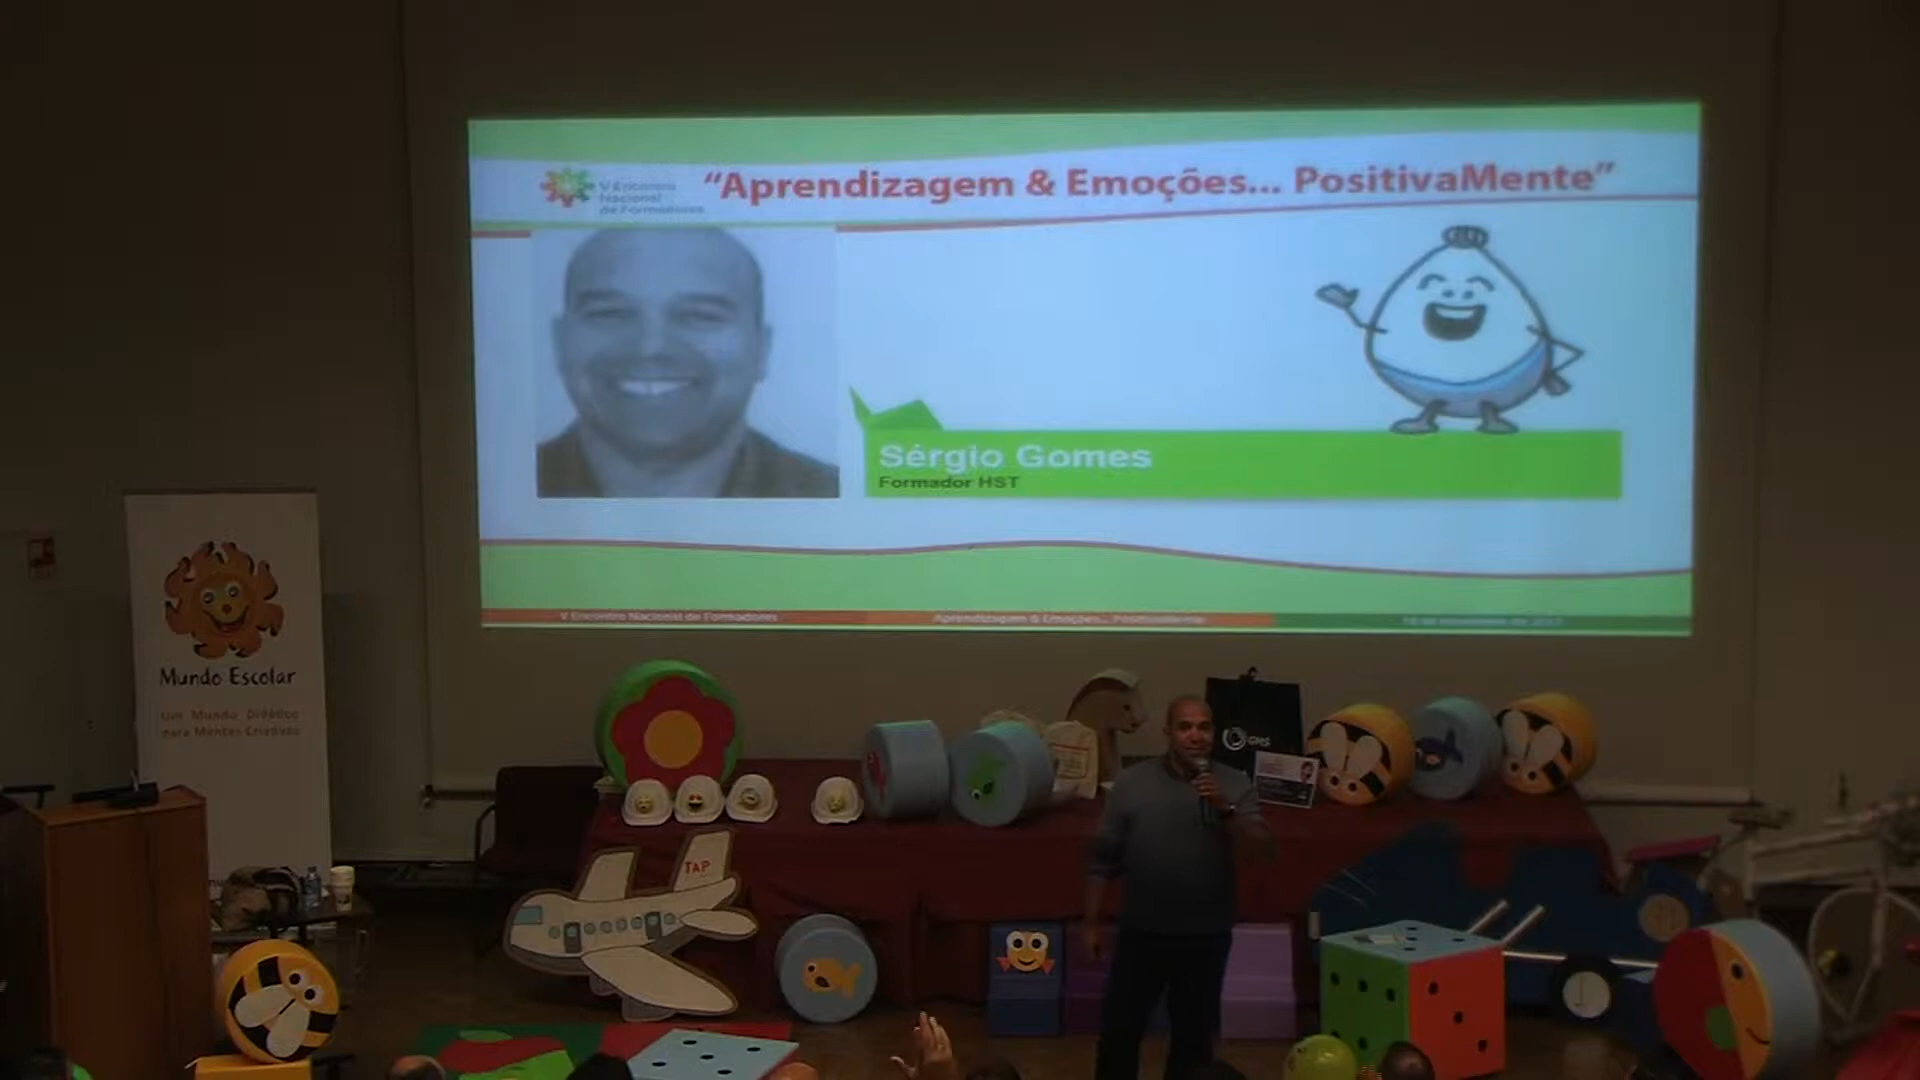 "Aprendizagem & Emoções... PositivaMente"
V Encontro
Nacional
de Formadores
Sérgio Gomes
Formador HST
V Encontro Nacional de Formadores
Aprendizagem & Emoções... PositivaMente
Mundo Escolar
Um Mundo Didático
para Mentes Criativas
TAP